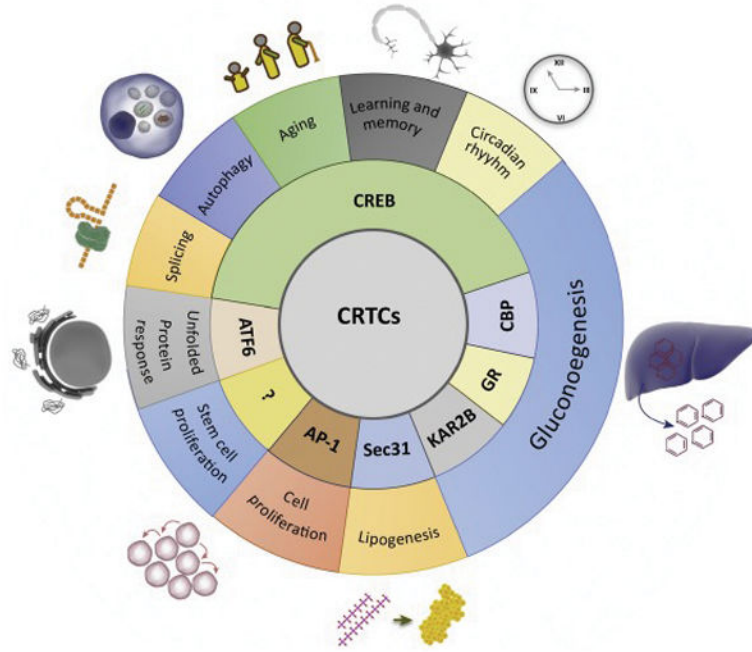 XII
IX
III
VI
Learning and
memory
Circadian
rhyyhm
Aging
Autophagy
Splicing
Unfolded
Protein
response
Stem cell
proliferation
Cell
proliferation
Lipogenesis
Gluconoegenesis
CREB
CBP
GR
KAR2B
Sec31
AP-1
?
ATF6
CRTCs